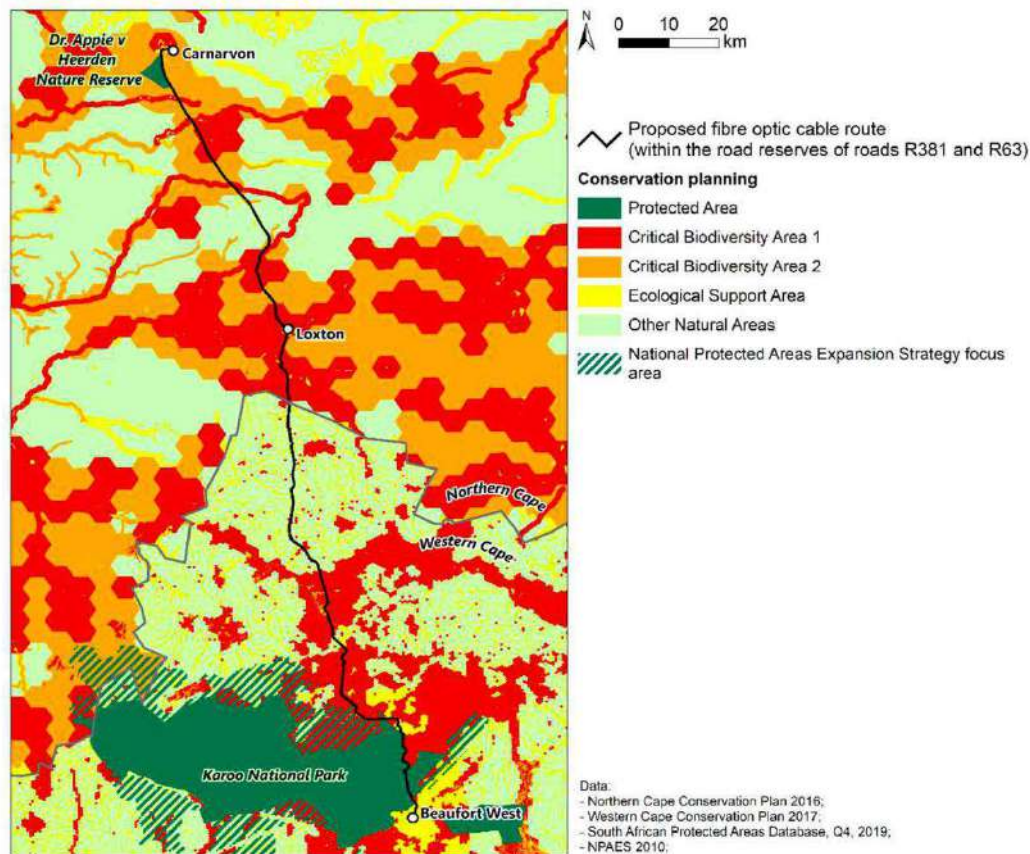 Dr. Appie v
Heerden
Nature Reserve
Carnarvon
Loxton
Northern Cape
Western Cape
Karoo National Park
Beaufort West
N
0 10 20
km
Proposed fibre optic cable route
(within the road reserves of roads R381 and R63)
Conservation planning
Protected Area
Critical Biodiversity Area 1
Critical Biodiversity Area 2
Ecological Support Area
Other Natural Areas
National Protected Areas Expansion Strategy focus
area
Data:
- Northern Cape Conservation Plan 2016;
- Western Cape Conservation Plan 2017;
- South African Protected Areas Database, Q4, 2019;
- NPAES 2010;